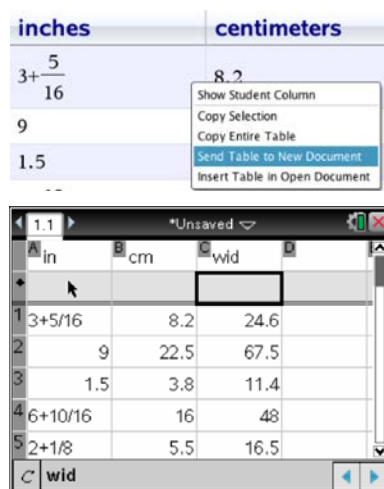 inches centimeters
3+5/16 8.2
9
1.5
Show Student Column
Copy Selection
Copy Entire Table
Send Table to New Document
Insert Table in Open Document
1.1 *Unsaved
A in B cm C wid D
1 3+5/16 8.2 24.6
2 9 22.5 67.5
3 1.5 3.8 11.4
4 6+10/16 16 48
5 2+1/8 5.5 16.5
C wid